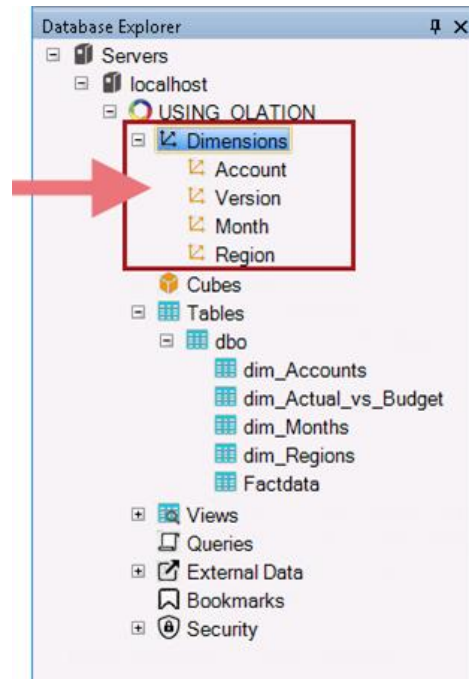 Database Explorer
Servers
localhost
USING_OLATION
Dimensions
Account
Version
Month
Region
Cubes
Tables
dbo
dim_Accounts
dim_Actual_vs_Budget
dim_Months
dim_Regions
Factdata
Views
Queries
External Data
Bookmarks
Security